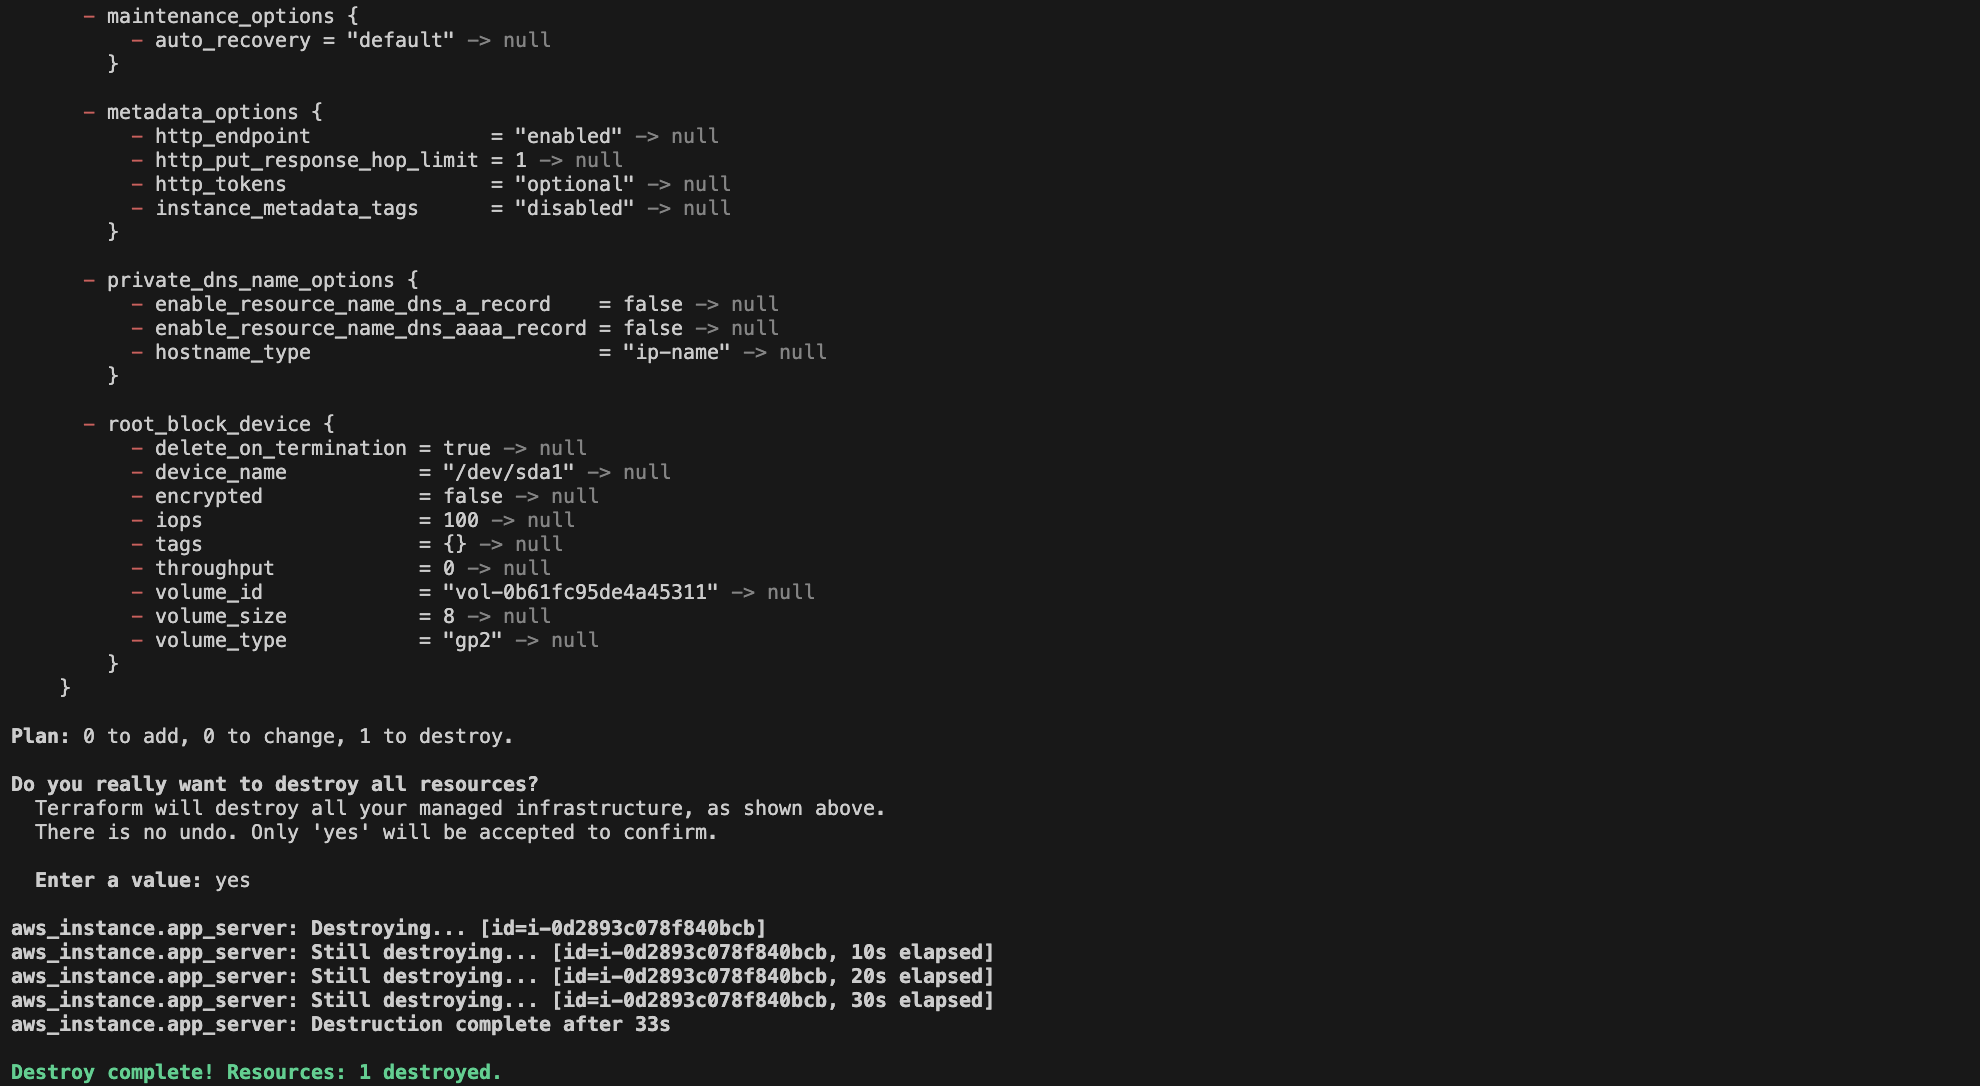 - maintenance_options {
- auto_recovery = "default" -> null
}
- metadata_options {
- http_endpoint               = "enabled" -> null
- http_put_response_hop_limit = 1 -> null
- http_tokens                 = "optional" -> null
- instance_metadata_tags      = "disabled" -> null
}
- private_dns_name_options {
- enable_resource_name_dns_a_record    = false -> null
- enable_resource_name_dns_aaaa_record = false -> null
- hostname_type                        = "ip-name" -> null
}
- root_block_device {
- delete_on_termination = true -> null
- device_name           = "/dev/sda1" -> null
- encrypted             = false -> null
- iops                  = 100 -> null
- tags                  = {} -> null
- throughput            = 0 -> null
- volume_id             = "vol-0b61fc95de4a45311" -> null
- volume_size           = 8 -> null
- volume_type           = "gp2" -> null
}
}
Plan: 0 to add, 0 to change, 1 to destroy.
Do you really want to destroy all resources?
Terraform will destroy all your managed infrastructure, as shown above.
There is no undo. Only 'yes' will be accepted to confirm.
Enter a value: yes
aws_instance.app_server: Destroying... [id=i-0d2893c078f840bcb]
aws_instance.app_server: Still destroying... [id=i-0d2893c078f840bcb, 10s elapsed]
aws_instance.app_server: Still destroying... [id=i-0d2893c078f840bcb, 20s elapsed]
aws_instance.app_server: Still destroying... [id=i-0d2893c078f840bcb, 30s elapsed]
aws_instance.app_server: Destruction complete after 33s
Destroy complete! Resources: 1 destroyed.